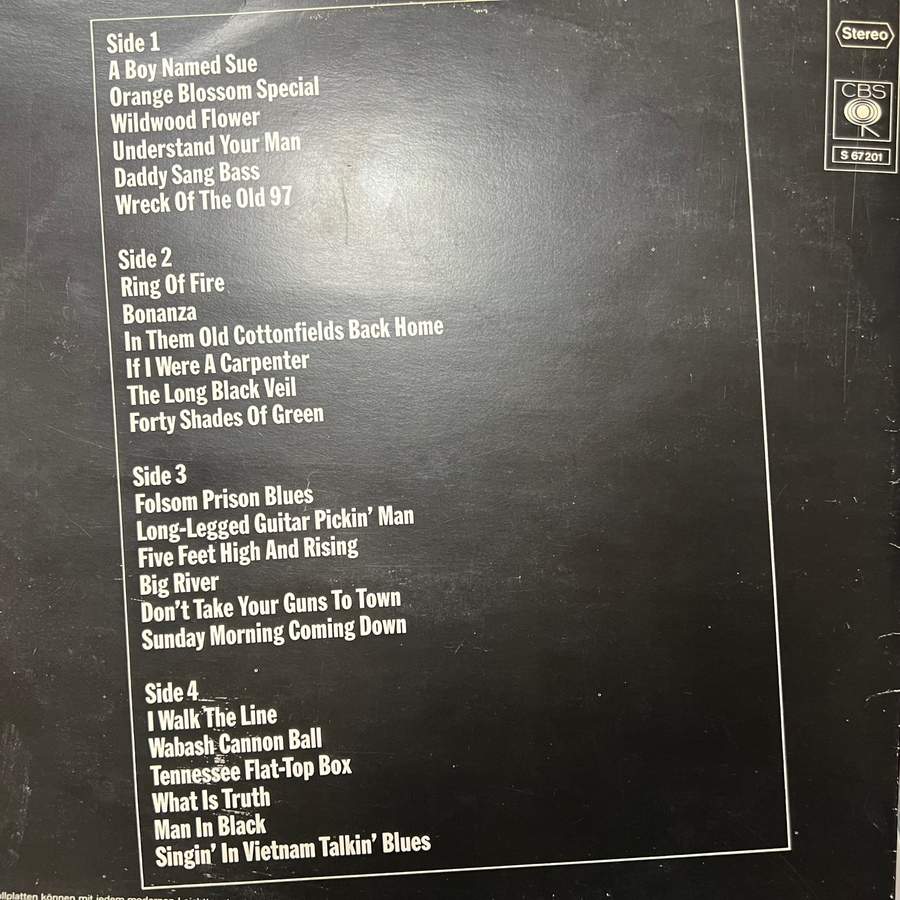 Side 1
A Boy Named Sue
Orange Blossom Special
Wildwood Flower
Understand Your Man
Daddy Sang Bass
Wreck Of The Old 97
Side 2
Ring Of Fire
Bonanza
In Them Old Cottonfields Back Home
If I Were A Carpenter
The Long Black Veil
Forty Shades Of Green
Side 3
Folsom Prison Blues
Long-Legged Guitar Pickin' Man
Five Feet High And Rising
Big River
Don't Take Your Guns To Town
Sunday Morning Coming Down
Side 4
I Walk The Line
Wabash Cannon Ball
Tennessee Flat-Top Box
What Is Truth
Man In Black
Singin' In Vietnam Talkin' Blues
Stereo
CBS
S 67201
können mit jedem modernen